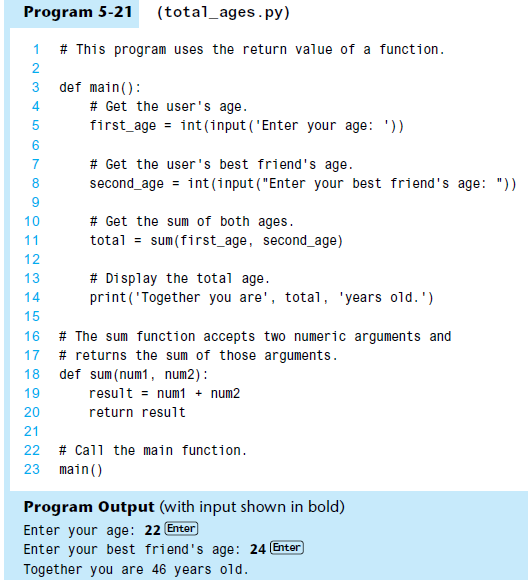 Program 5-21 (total_ages.py)
1 # This program uses the return value of a function.
2
3 def main():
4 # Get the user's age.
5 first_age = int(input('Enter your age: '))
6
7 # Get the user's best friend's age.
8 second_age = int(input("Enter your best friend's age: "))
9
10 # Get the sum of both ages.
11 total = sum(first_age, second_age)
12
13 # Display the total age.
14 print('Together you are', total, 'years old.')
15
16 # The sum function accepts two numeric arguments and
17 # returns the sum of those arguments.
18 def sum(num1, num2):
19 result = num1 + num2
20 return result
21
22 # Call the main function.
23 main()
Program Output (with input shown in bold)
Enter your age: 22 Enter
Enter your best friend's age: 24 Enter
Together you are 46 years old.